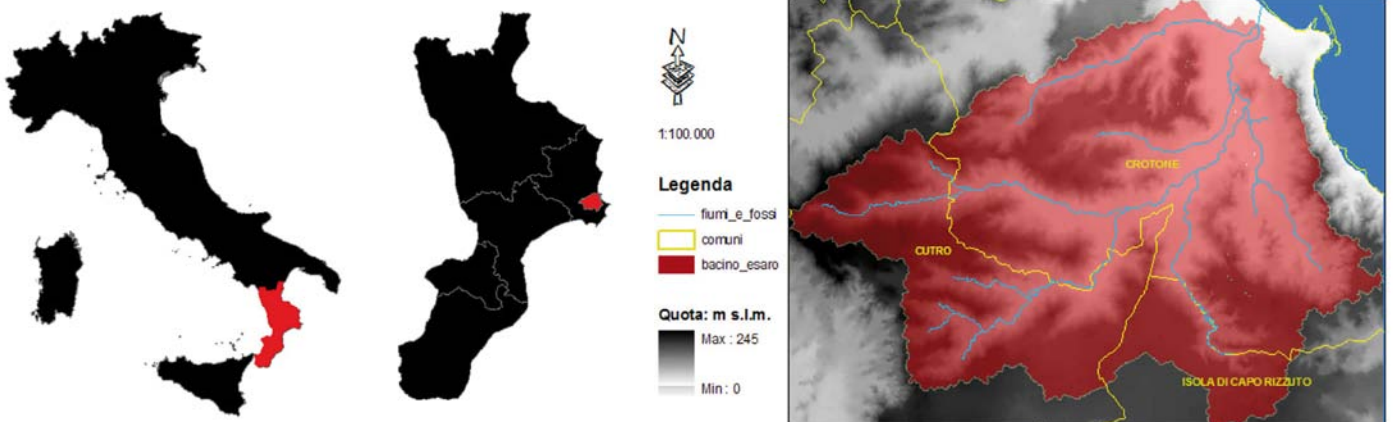 N
1:100.000
Legenda
fiumi_e_fossi
comuni
bacino_esaro
Quota: m s.l.m.
Max : 245
Min : 0
CROTONE
CUTRO
ISOLA DI CAPO RIZZUTO